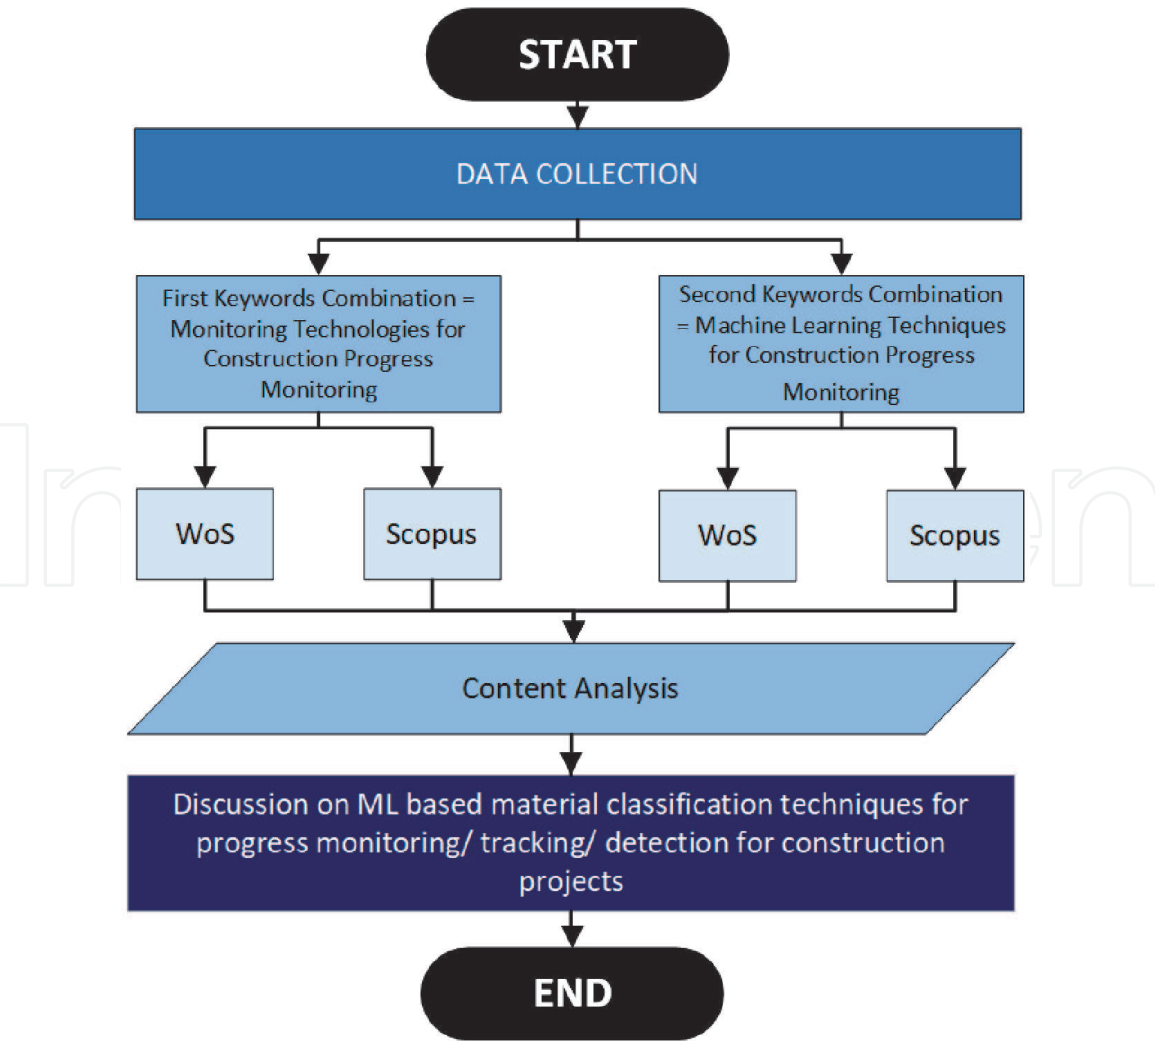 START
DATA COLLECTION
First Keywords Combination =
Monitoring Technologies for
Construction Progress
Monitoring
Second Keywords Combination
= Machine Learning Techniques
for Construction Progress
Monitoring
WoS
Scopus
WoS
Scopus
Content Analysis
Discussion on ML based material classification techniques for
progress monitoring/ tracking/ detection for construction
projects
END